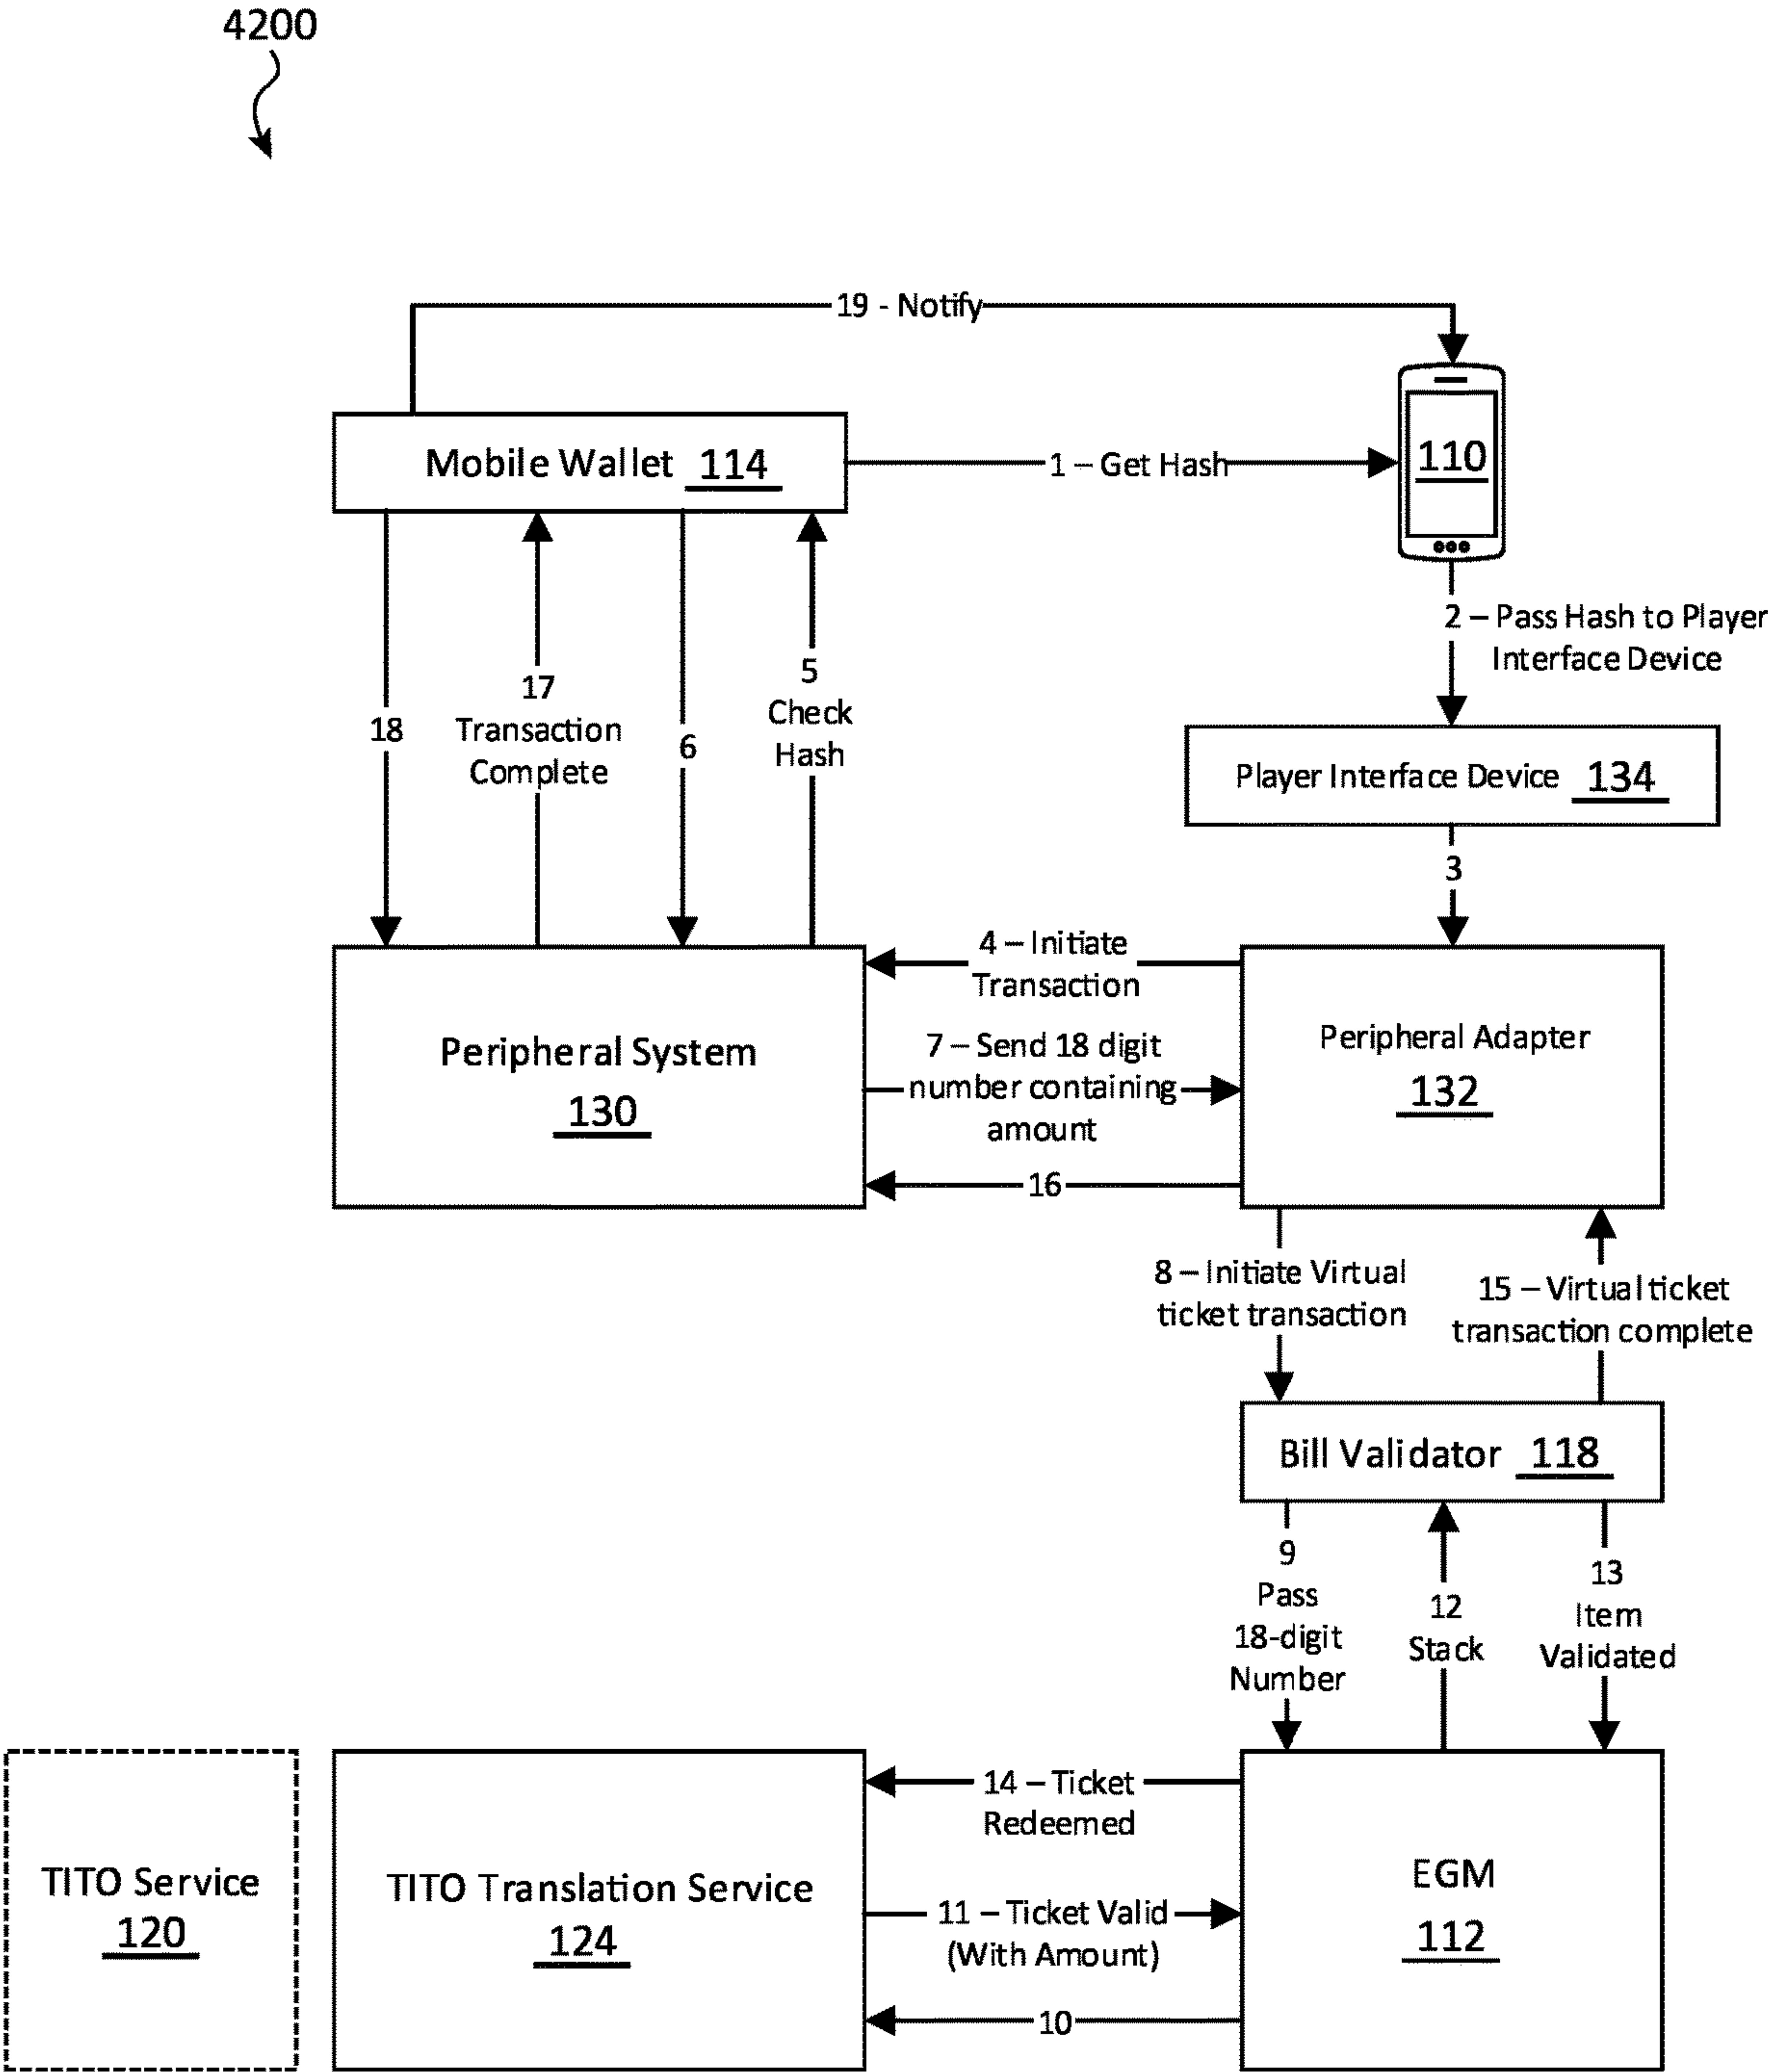 4200
19 - Notify
Mobile Wallet 114
1 – Get Hash
110
2 – Pass Hash to Player
Interface Device
18
17
Transaction
Complete
6
5
Check
Hash
Player Interface Device 134
3
4 – Initiate
Transaction
Peripheral System
130
7 – Send 18 digit
number containing
amount
16
Peripheral Adapter
132
8 – Initiate Virtual
ticket transaction
15 – Virtual ticket
transaction complete
Bill Validator 118
9
Pass
18-digit
Number
12
Stack
13
Item
Validated
TITO Service
120
TITO Translation Service
124
14 – Ticket
Redeemed
11 – Ticket Valid
(With Amount)
10
EGM
112